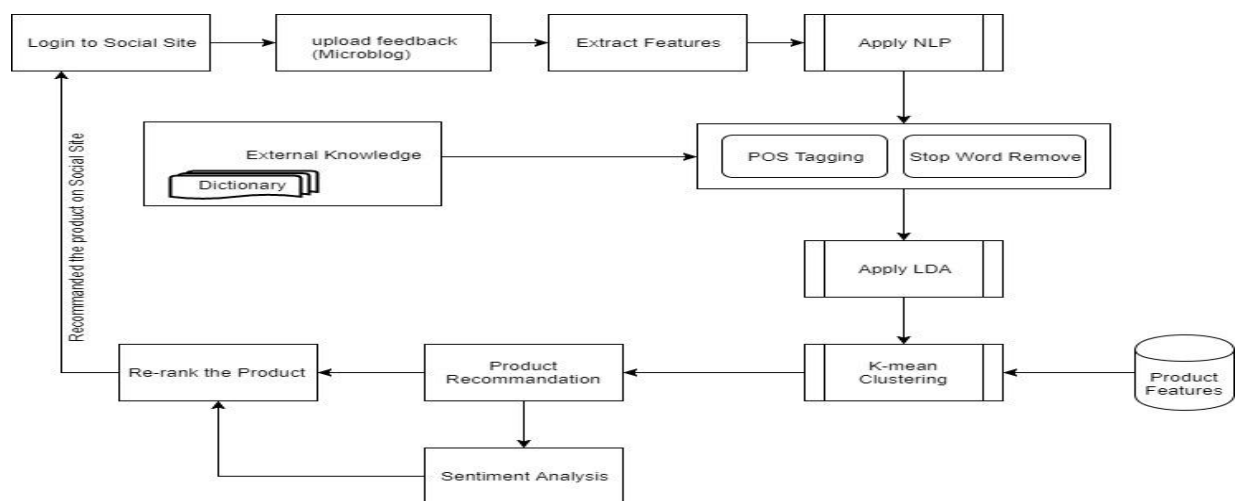 Login to Social Site
upload feedback
(Microblog)
Extract Features
Apply NLP
External Knowledge
Dictionary
POS Tagging
Stop Word Remove
Recommanded the product on Social Site
Apply LDA
Re-rank the Product
Product
Recommandation
K-mean
Clustering
Product
Features
Sentiment Analysis